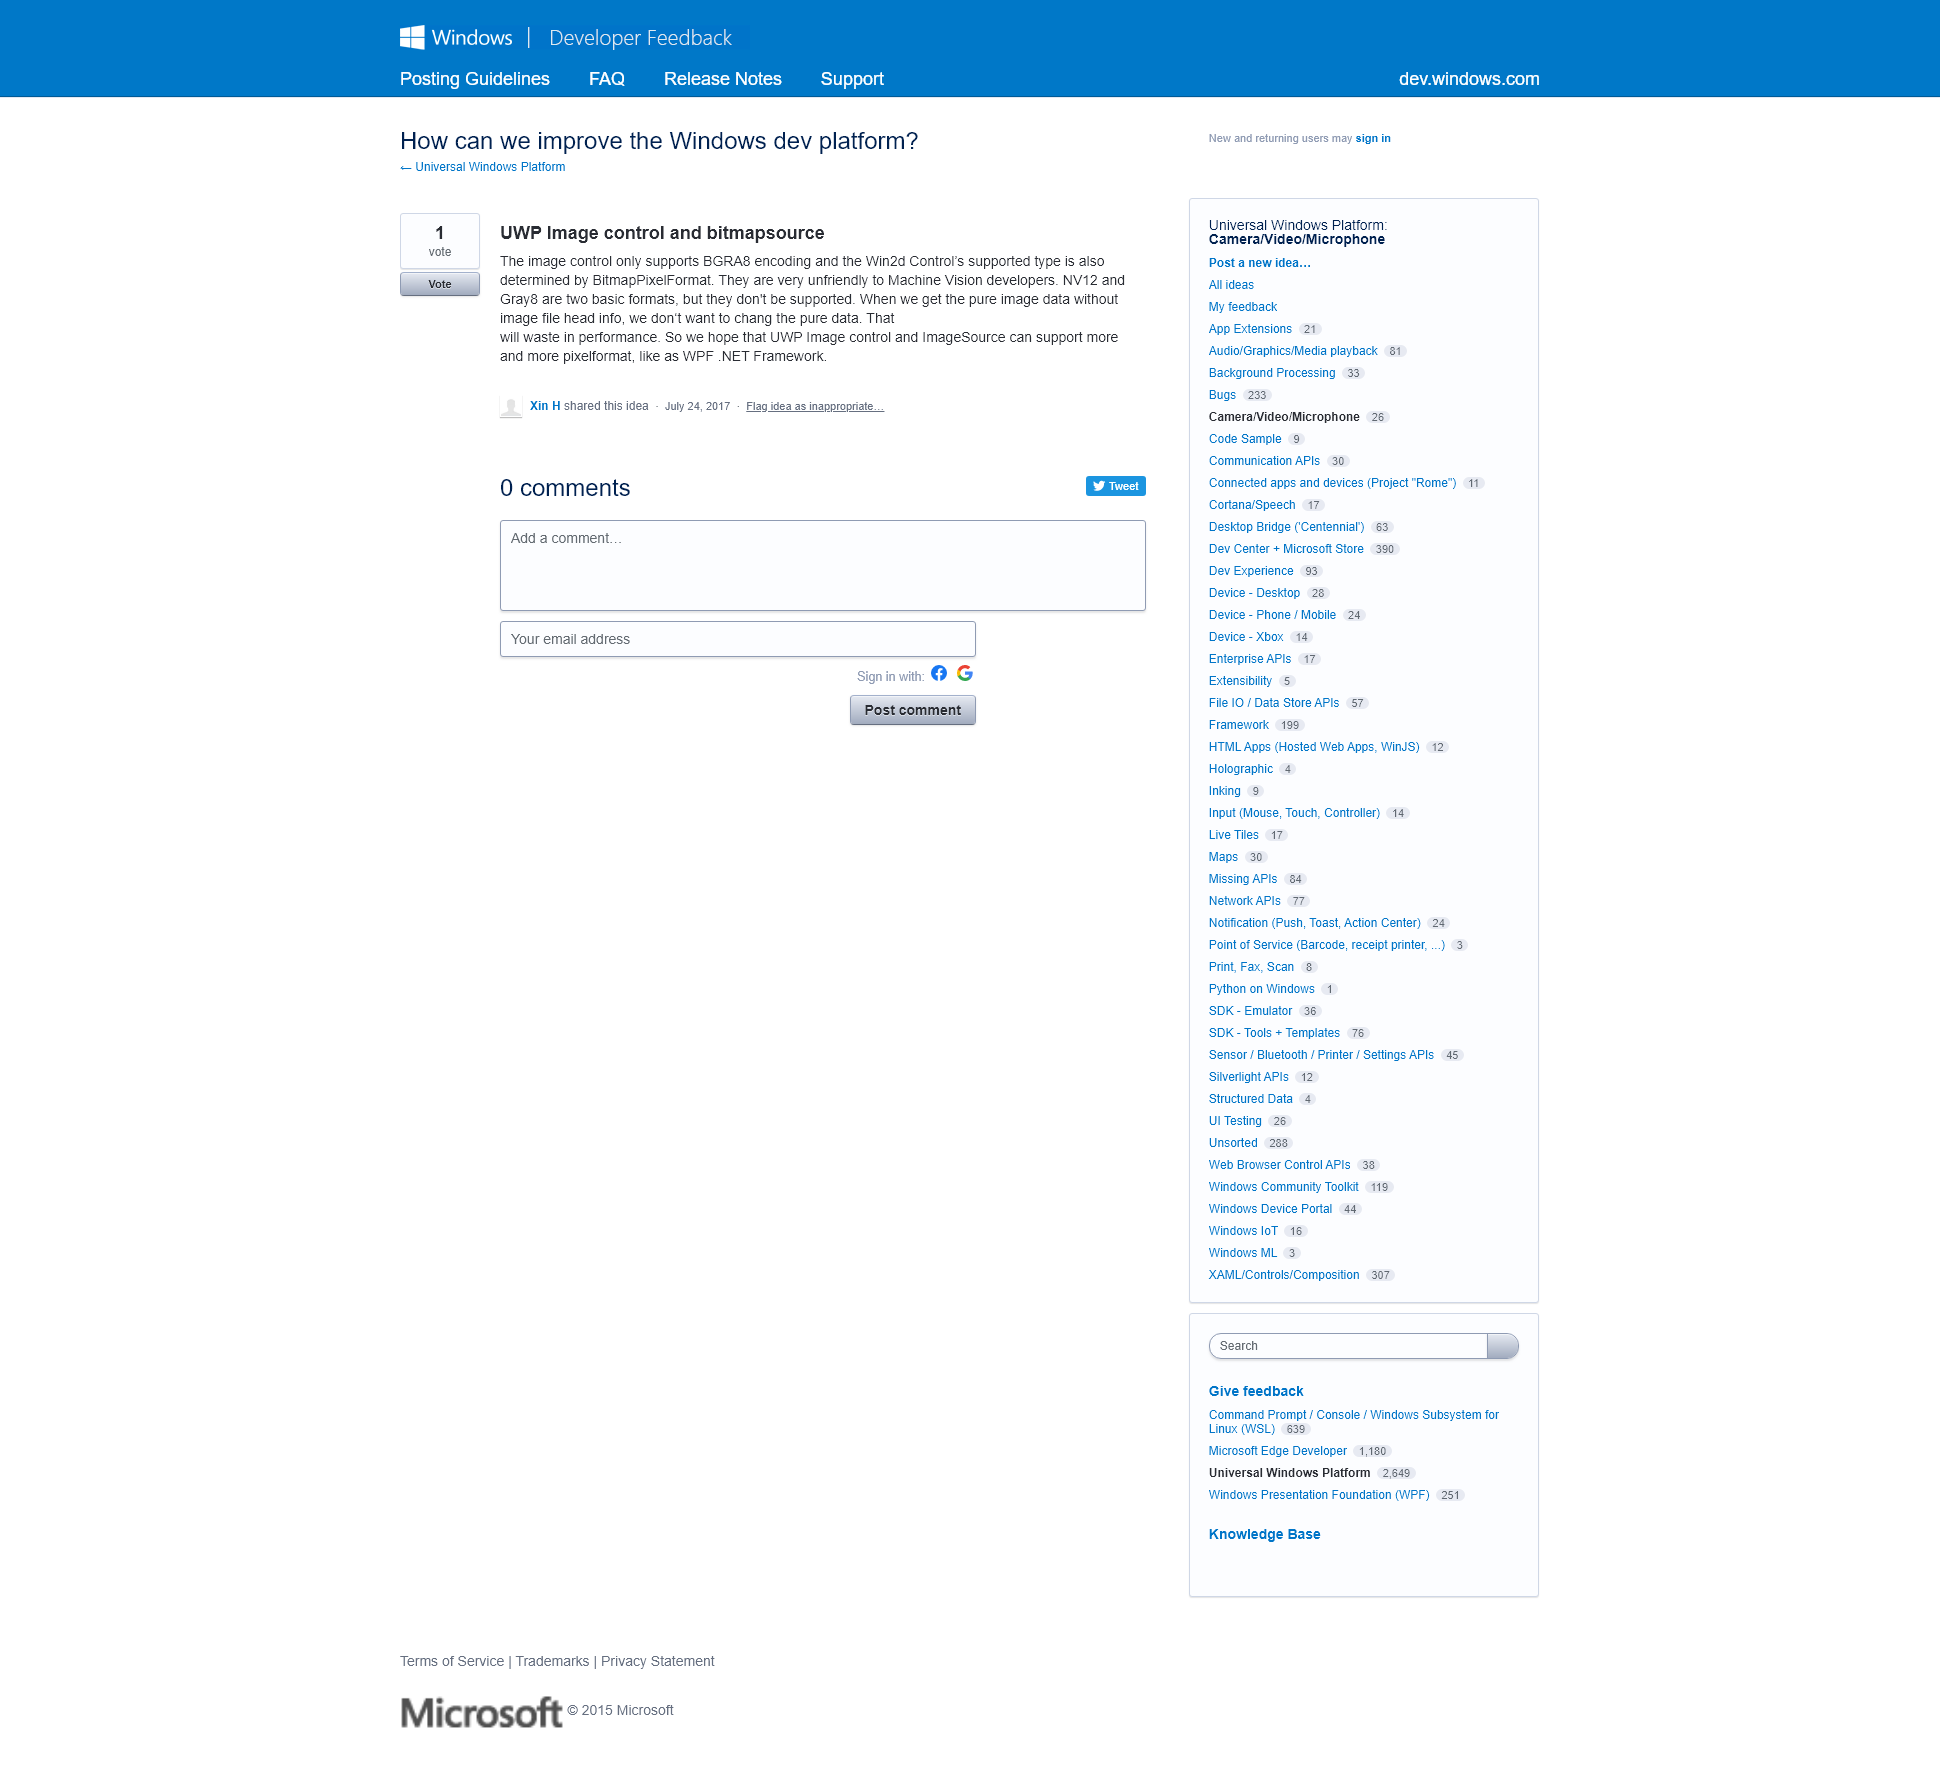 Windows | Developer Feedback
Posting Guidelines FAQ Release Notes Support dev.windows.com
How can we improve the Windows dev platform?
← Universal Windows Platform
New and returning users may sign in
1
vote
Vote
UWP Image control and bitmapsource
The image control only supports BGRA8 encoding and the Win2d Control’s supported type is also
determined by BitmapPixelFormat. They are very unfriendly to Machine Vision developers. NV12 and
Gray8 are two basic formats, but they don't be supported. When we get the pure image data without
image file head info, we don‘t want to chang the pure data. That
will waste in performance. So we hope that UWP Image control and ImageSource can support more
and more pixelformat, like as WPF .NET Framework.
Xin H shared this idea · July 24, 2017 · Flag idea as inappropriate…
0 comments
Tweet
Add a comment…
Your email address
Sign in with:
Post comment
Universal Windows Platform:
Camera/Video/Microphone
Post a new idea…
All ideas
My feedback
App Extensions 21
Audio/Graphics/Media playback 81
Background Processing 33
Bugs 233
Camera/Video/Microphone 26
Code Sample 9
Communication APIs 30
Connected apps and devices (Project "Rome") 11
Cortana/Speech 17
Desktop Bridge ('Centennial') 63
Dev Center + Microsoft Store 390
Dev Experience 93
Device - Desktop 28
Device - Phone / Mobile 24
Device - Xbox 14
Enterprise APIs 17
Extensibility 5
File IO / Data Store APIs 57
Framework 199
HTML Apps (Hosted Web Apps, WinJS) 12
Holographic 4
Inking 9
Input (Mouse, Touch, Controller) 14
Live Tiles 17
Maps 30
Missing APIs 84
Network APIs 77
Notification (Push, Toast, Action Center) 24
Point of Service (Barcode, receipt printer, ...) 3
Print, Fax, Scan 8
Python on Windows 1
SDK - Emulator 36
SDK - Tools + Templates 76
Sensor / Bluetooth / Printer / Settings APIs 45
Silverlight APIs 12
Structured Data 4
UI Testing 26
Unsorted 288
Web Browser Control APIs 38
Windows Community Toolkit 119
Windows Device Portal 44
Windows IoT 16
Windows ML 3
XAML/Controls/Composition 307
Search
Give feedback
Command Prompt / Console / Windows Subsystem for
Linux (WSL) 639
Microsoft Edge Developer 1,180
Universal Windows Platform 2,649
Windows Presentation Foundation (WPF) 251
Knowledge Base
Terms of Service | Trademarks | Privacy Statement
Microsoft © 2015 Microsoft